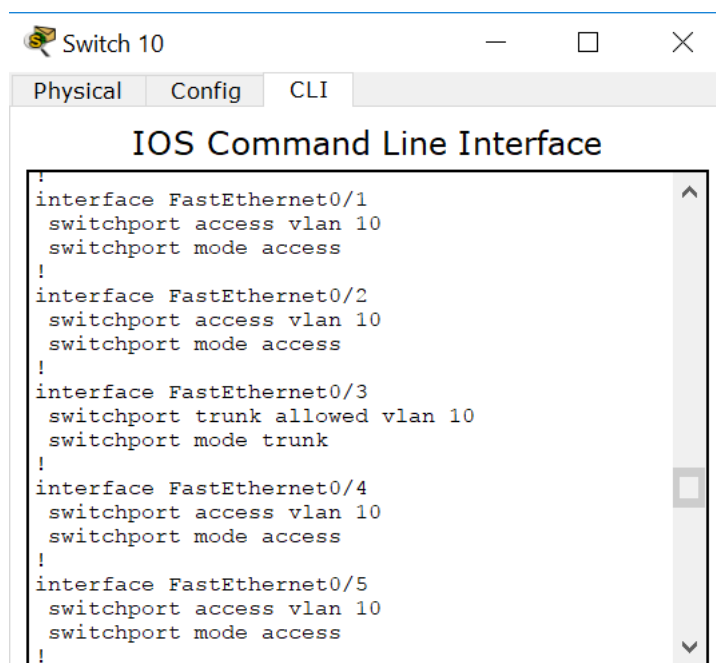 Switch 10
Physical Config CLI
IOS Command Line Interface
!
interface FastEthernet0/1
 switchport access vlan 10
 switchport mode access
!
interface FastEthernet0/2
 switchport access vlan 10
 switchport mode access
!
interface FastEthernet0/3
 switchport trunk allowed vlan 10
 switchport mode trunk
!
interface FastEthernet0/4
 switchport access vlan 10
 switchport mode access
!
interface FastEthernet0/5
 switchport access vlan 10
 switchport mode access
!